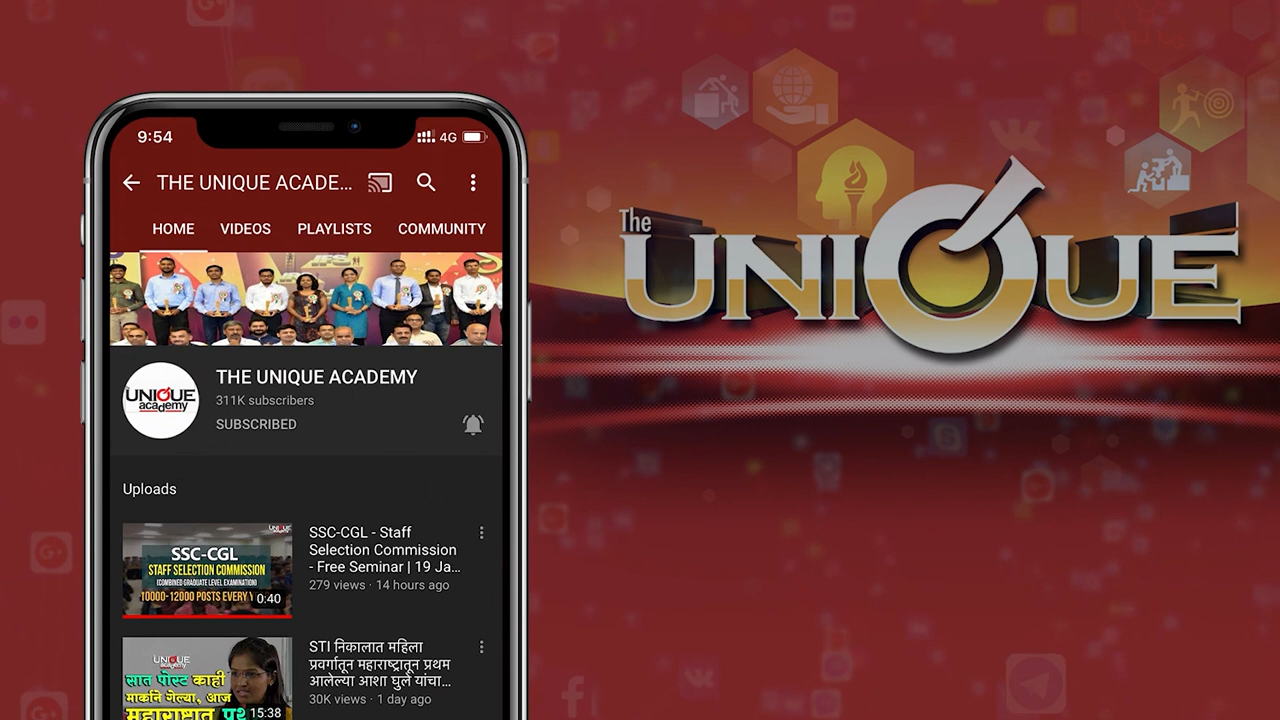 9:54
4G
THE UNIQUE ACADE...
HOME VIDEOS PLAYLISTS COMMUNITY
UNIQUE
academy
THE UNIQUE ACADEMY
311K subscribers
SUBSCRIBED
Uploads
UNIQUE
SSC-CGL
STAFF SELECTION COMMISSION
(COMBINED GRADUATE LEVEL EXAMINATION)
10000-12000 POSTS EVERY
0:40
SSC-CGL - Staff
Selection Commission
- Free Seminar | 19 Ja...
279 views · 14 hours ago
UNIQUE
academy
सात पोस्ट काही
मार्काने गेल्या, आज
महाराष्ट्रात
15:38
STI निकालात महिला
प्रवर्गातून महाराष्ट्रातून प्रथम
आलेल्या आशा घुले यांचा...
30K views · 1 day ago
The
UNIQUE